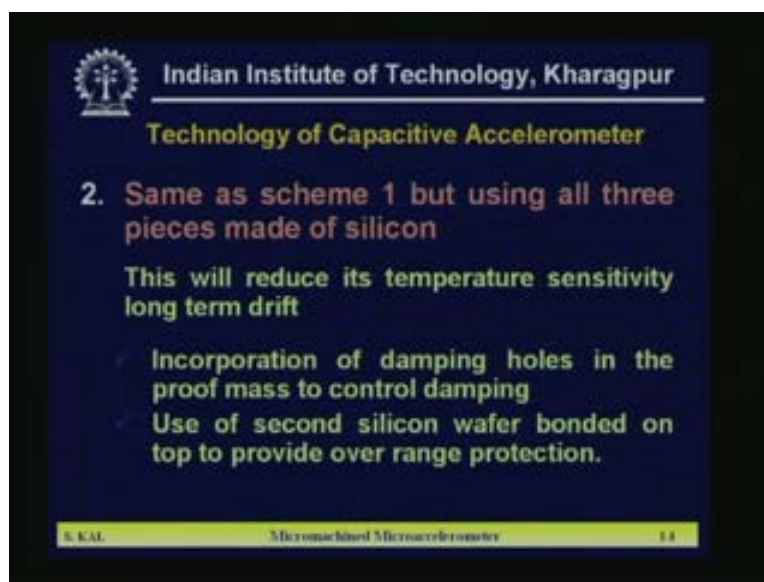 Indian Institute of Technology, Kharagpur
Technology of Capacitive Accelerometer
2. Same as scheme 1 but using all three
pieces made of silicon
This will reduce its temperature sensitivity
long term drift
Incorporation of damping holes in the
proof mass to control damping
Use of second silicon wafer bonded on
top to provide over range protection.
S. KAL Micromachined Microaccelerometer